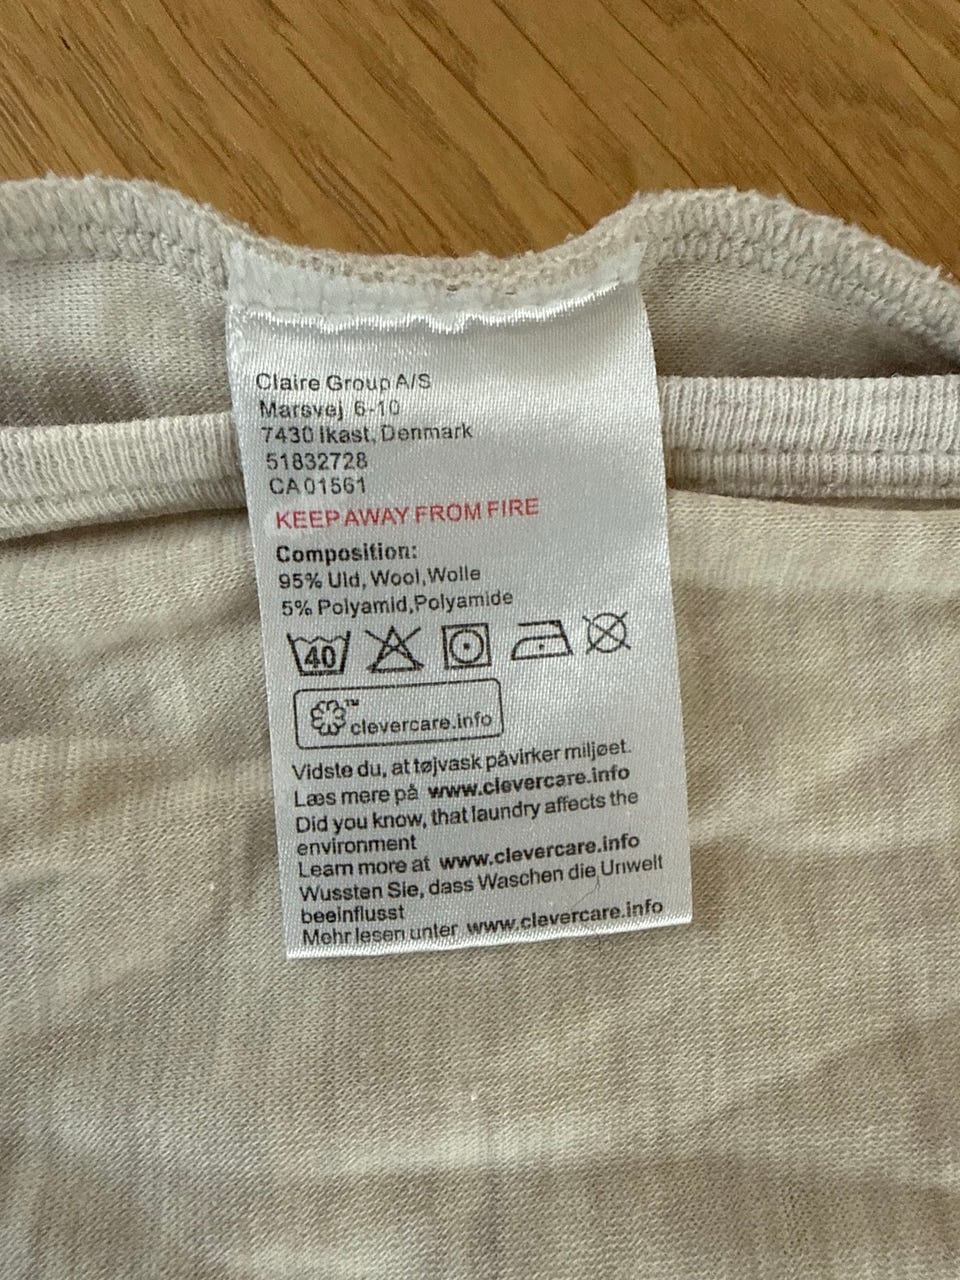 Claire Group A/S
Marsvej 6-10
7430 Ikast, Denmark
51832728
CA01561
KEEP AWAY FROM FIRE
Composition:
95% Uld, Wool, Wolle
5% Polyamid, Polyamide
40
™ clevercare.info
Vidste du, at tøjvask påvirker miljøet.
Læs mere på www.clevercare.info
Did you know, that laundry affects the
environment
Learn more at www.clevercare.info
Wussten Sie, dass Waschen die Unwelt
beeinflusst
Mehr lesen unter www.clevercare.info